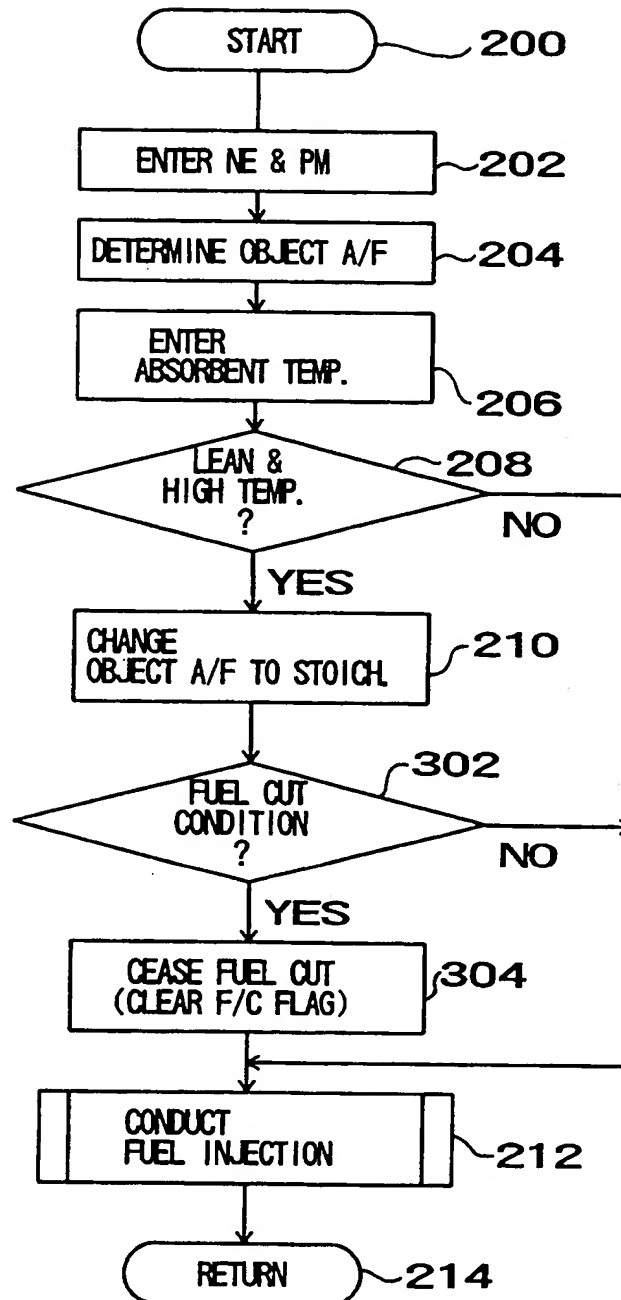 START
200
ENTER NE & PM
202
DETERMINE OBJECT A/F
204
ENTER
ABSORBENT TEMP.
206
LEAN &
HIGH TEMP.
?
208
NO
YES
CHANGE
OBJECT A/F TO STOICH.
210
FUEL CUT
CONDITION
?
302
NO
YES
CEASE FUEL CUT
(CLEAR F/C FLAG)
304
CONDUCT
FUEL INJECTION
212
RETURN
214